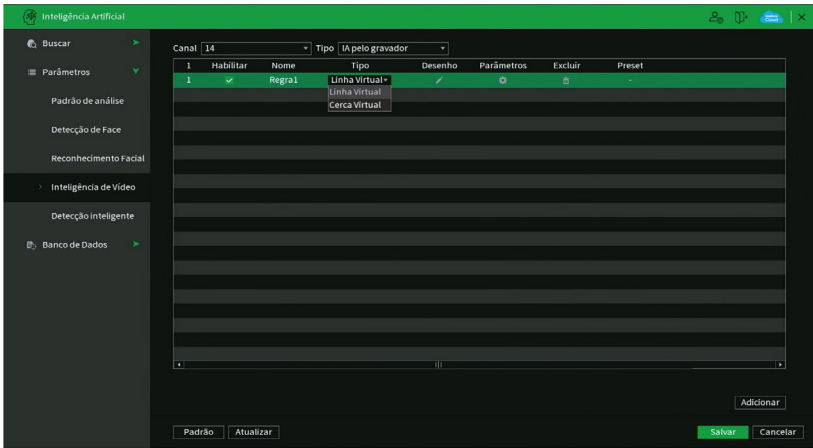 Inteligência Artificial
Buscar
Parâmetros
Padrão de análise
Detecção de Face
Reconhecimento Facial
Inteligência de Vídeo
Detecção inteligente
Banco de Dados
Canal 14 Tipo IA pelo gravador
1 Habilitar Nome Tipo Desenho Parâmetros Excluir Preset
1 Regra1 Linha Virtual -
Linha Virtual
Cerca Virtual
Adicionar
Padrão Atualizar Salvar Cancelar